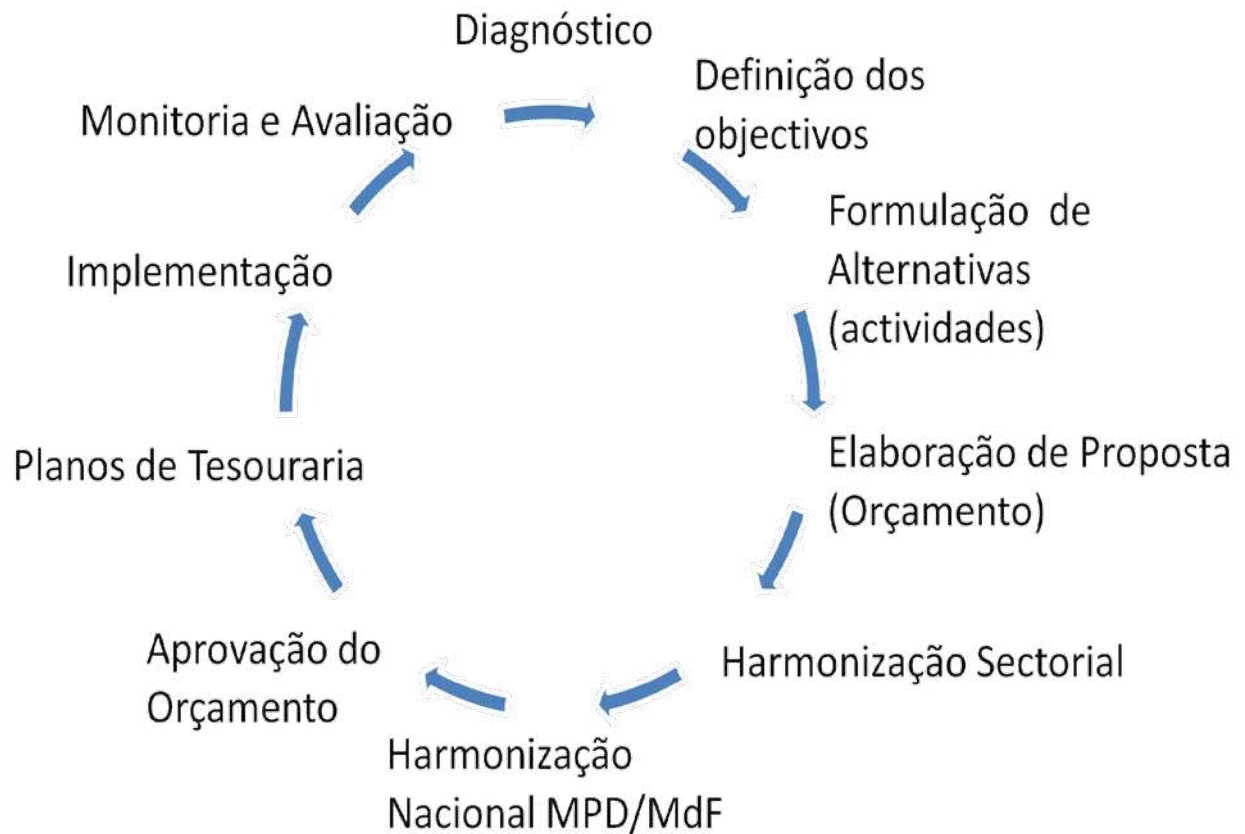 Diagnóstico
Definição dos
objectivos
Formulação de
Alternativas
(actividades)
Elaboração de Proposta
(Orçamento)
Harmonização Sectorial
Harmonização
Nacional MPD/MdF
Aprovação do
Orçamento
Planos de Tesouraria
Implementação
Monitoria e Avaliação